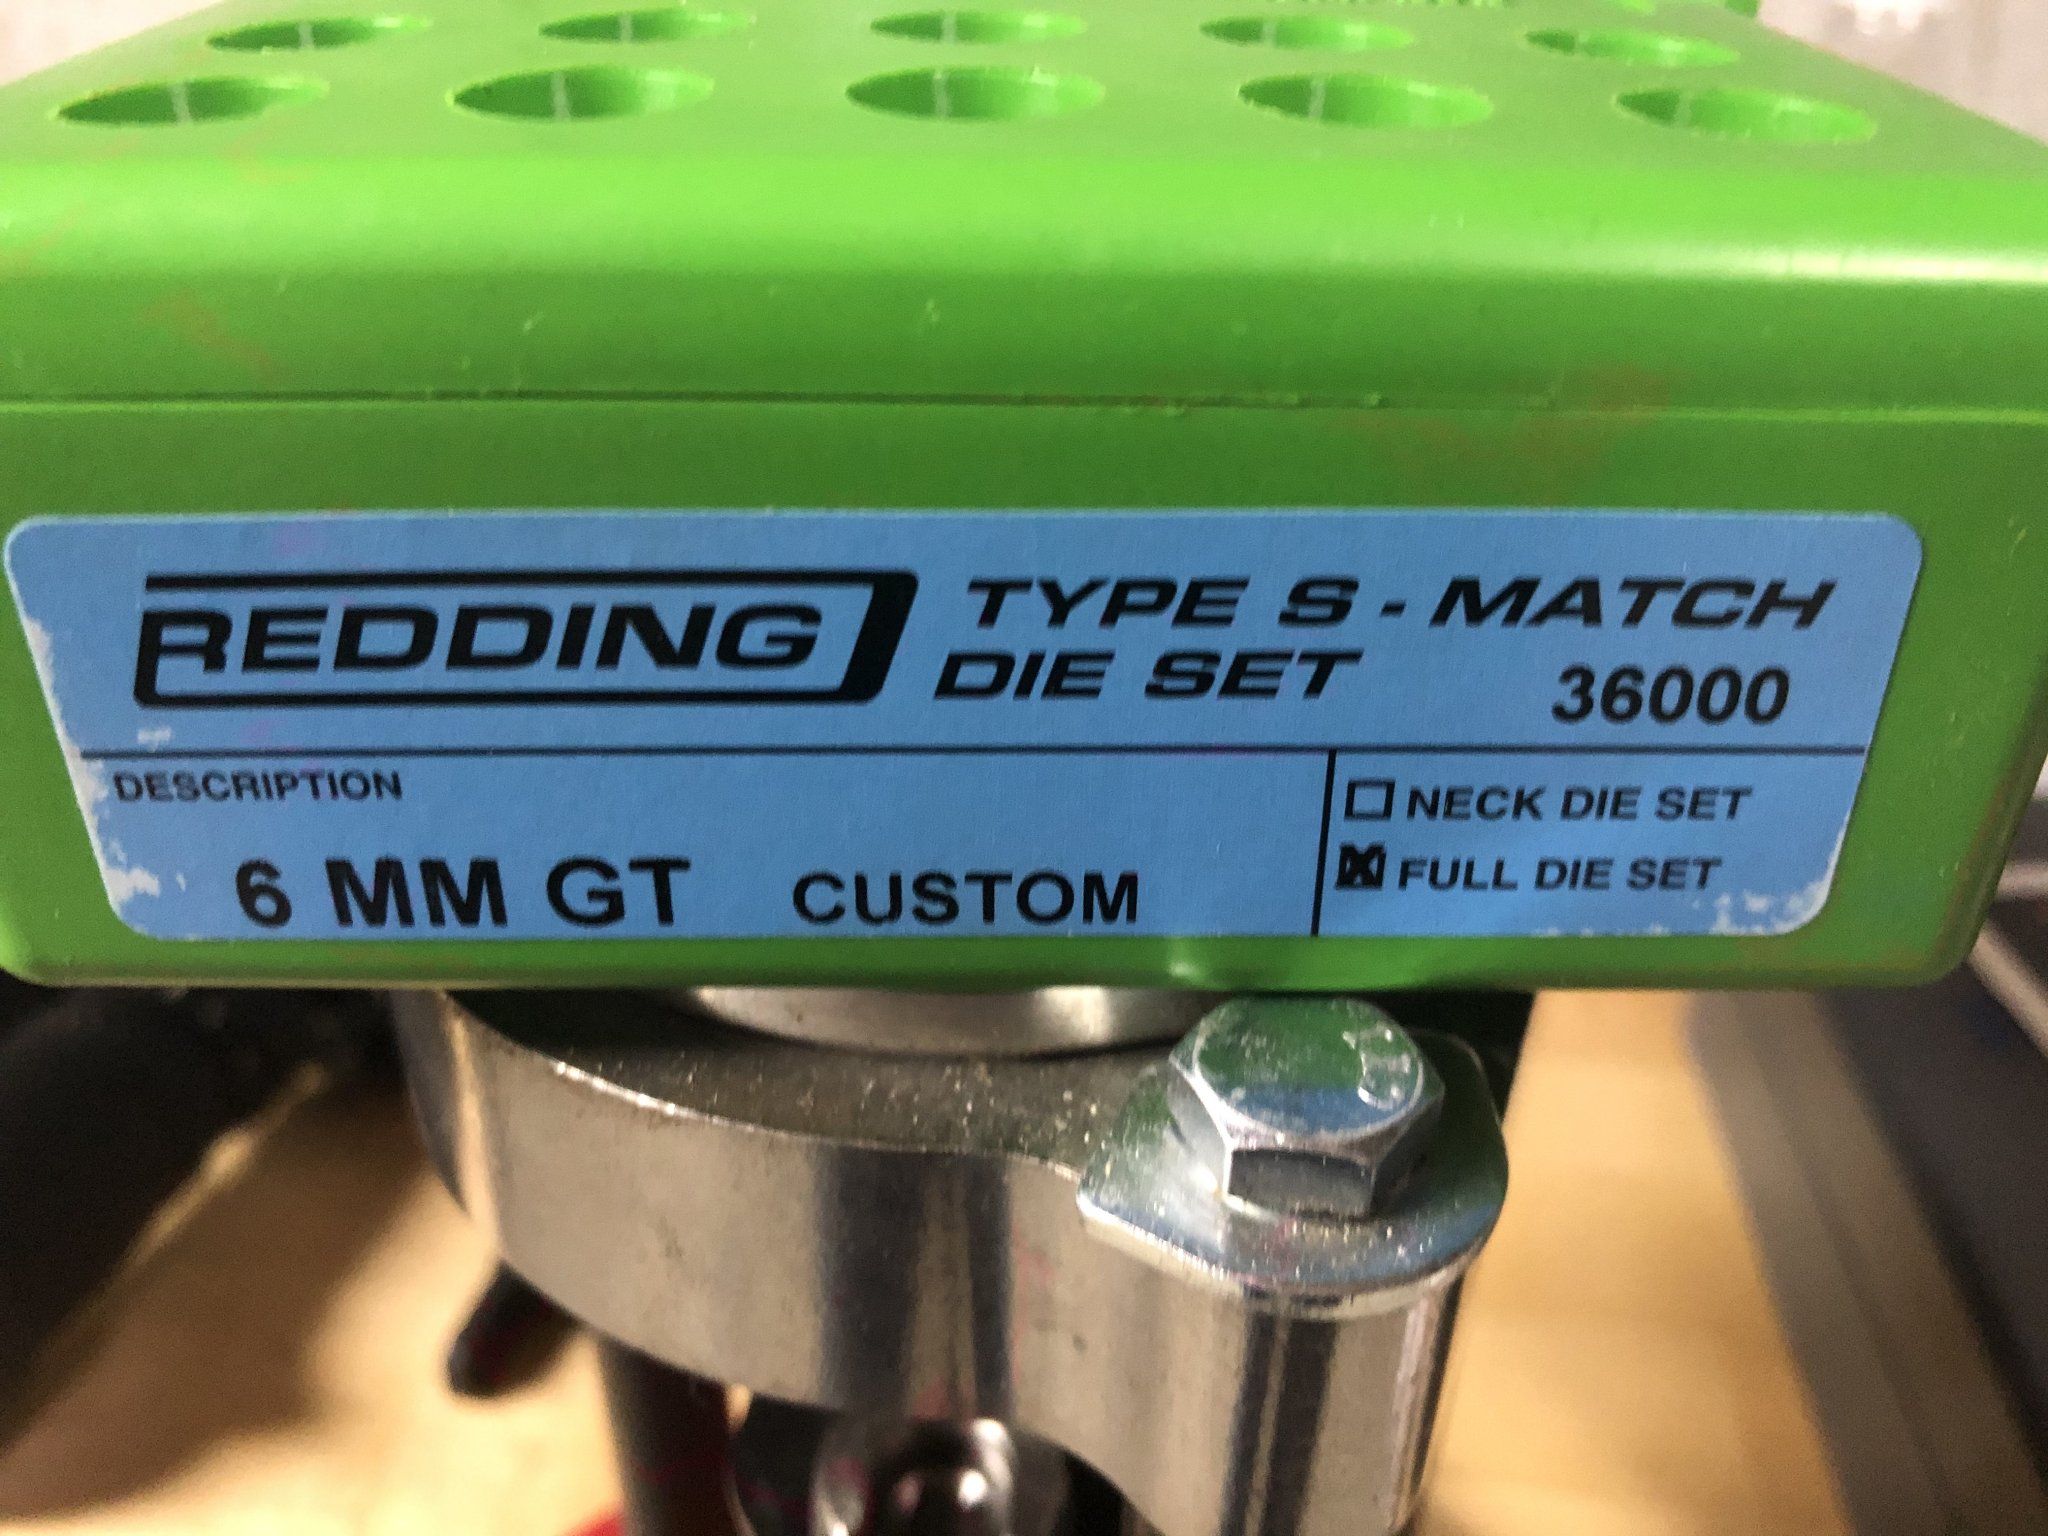 REDDING TYPE S - MATCH
DIE SET 36000
DESCRIPTION
6 MM GT CUSTOM
NECK DIE SET
FULL DIE SET